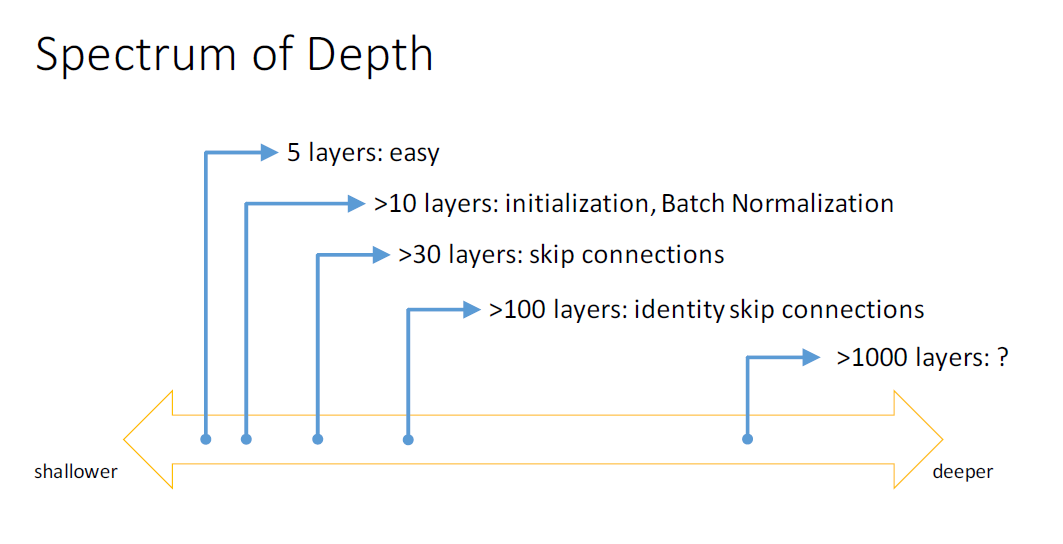 Spectrum of Depth
5 layers: easy
>10 layers: initialization, Batch Normalization
>30 layers: skip connections
>100 layers: identity skip connections
>1000 layers: ?
shallower
deeper